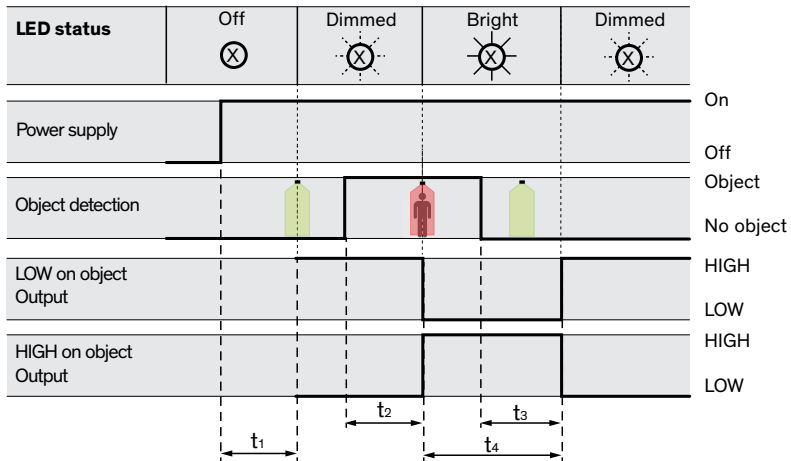 LED status
Off
Dimmed
Bright
Dimmed
X
X
X
X
Power supply
On
Off
Object detection
Object
No object
LOW on object
Output
HIGH
LOW
HIGH on object
Output
HIGH
LOW
t1
t2
t3
t4